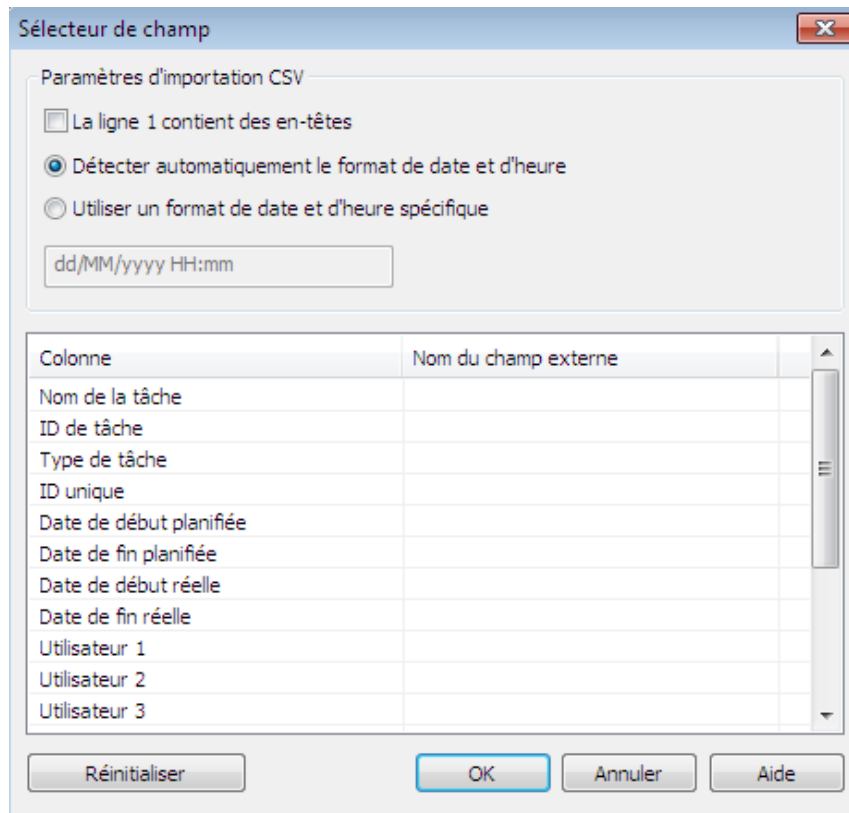 Sélecteur de champ
Paramètres d'importation CSV
La ligne 1 contient des en-têtes
Détecter automatiquement le format de date et d'heure
Utiliser un format de date et d'heure spécifique
dd/MM/yyyy HH:mm
Colonne Nom du champ externe
Nom de la tâche
ID de tâche
Type de tâche
ID unique
Date de début planifiée
Date de fin planifiée
Date de début réelle
Date de fin réelle
Utilisateur 1
Utilisateur 2
Utilisateur 3
Réinitialiser OK Annuler Aide